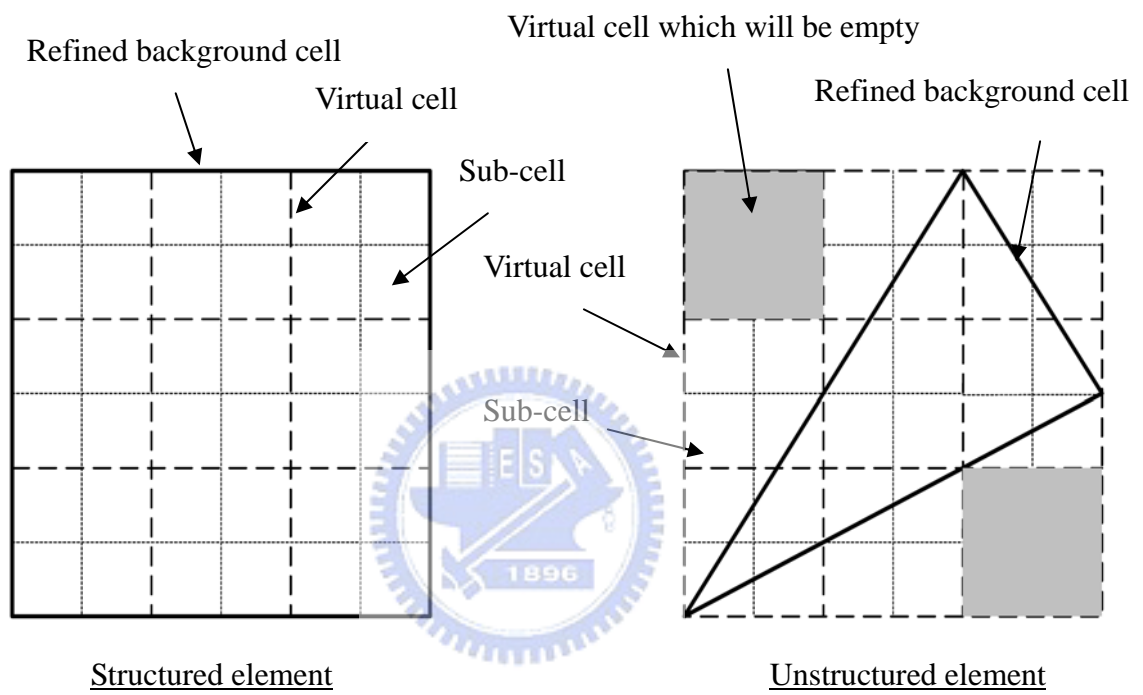 Virtual cell which will be empty
Refined background cell
Virtual cell
Refined background cell
Sub-cell
Virtual cell
Sub-cell
E S A
1896
Structured element
Unstructured element